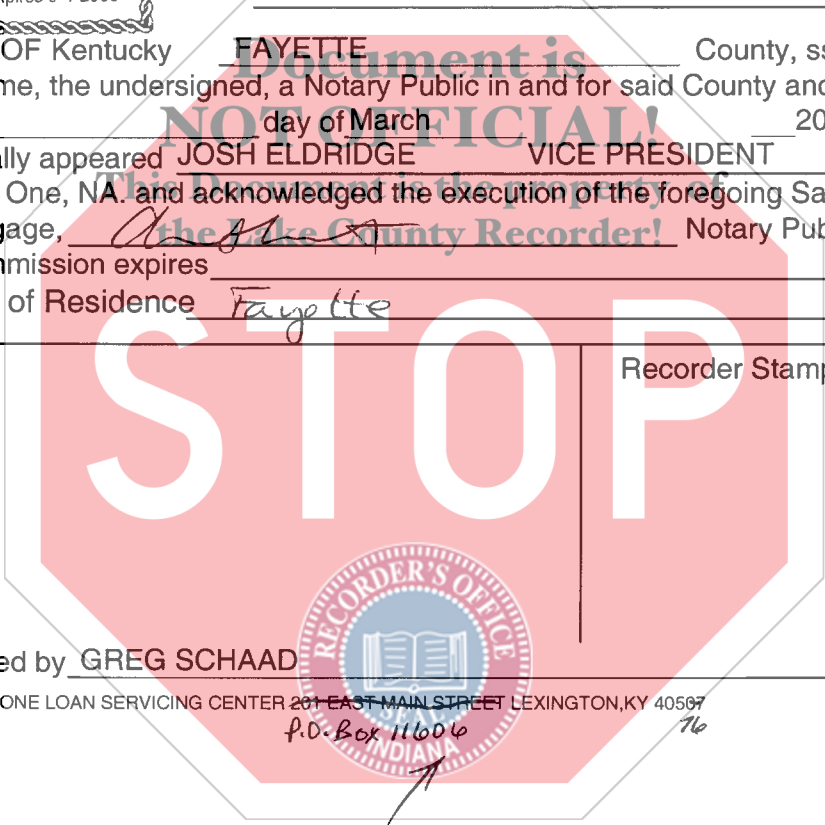 OF Kentucky FAYETTE County, ss
me, the undersigned, a Notary Public in and for said County and
day of March 20
lly appeared JOSH ELDRIDGE VICE PRESIDENT
One, NA. and acknowledged the execution of the foregoing Sa
gage, Notary Pub
mmission expires
of Residence Fayette
Document is
NOT OFFICIAL!
This Document is the property of
the Lake County Recorder!
STOP
Recorder Stamp
RECORDER'S OFFICE
SEAL
INDIANA
ed by GREG SCHAAD
ONE LOAN SERVICING CENTER 201 EAST MAIN STREET LEXINGTON,KY 40507
P.O. Box 11606 76